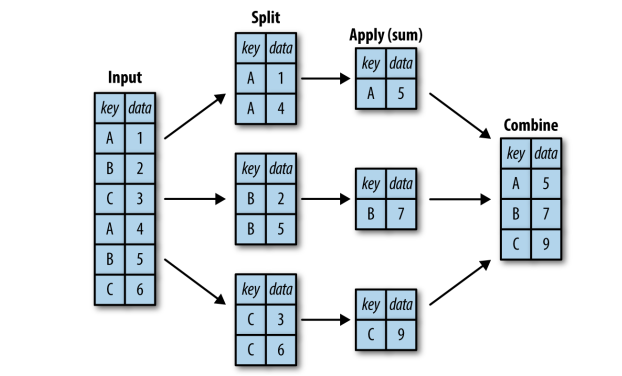 Input
key data
A 1
B 2
C 3
A 4
B 5
C 6
Split
key data
A 1
A 4
key data
B 2
B 5
key data
C 3
C 6
Apply (sum)
key data
A 5
key data
B 7
key data
C 9
Combine
key data
A 5
B 7
C 9